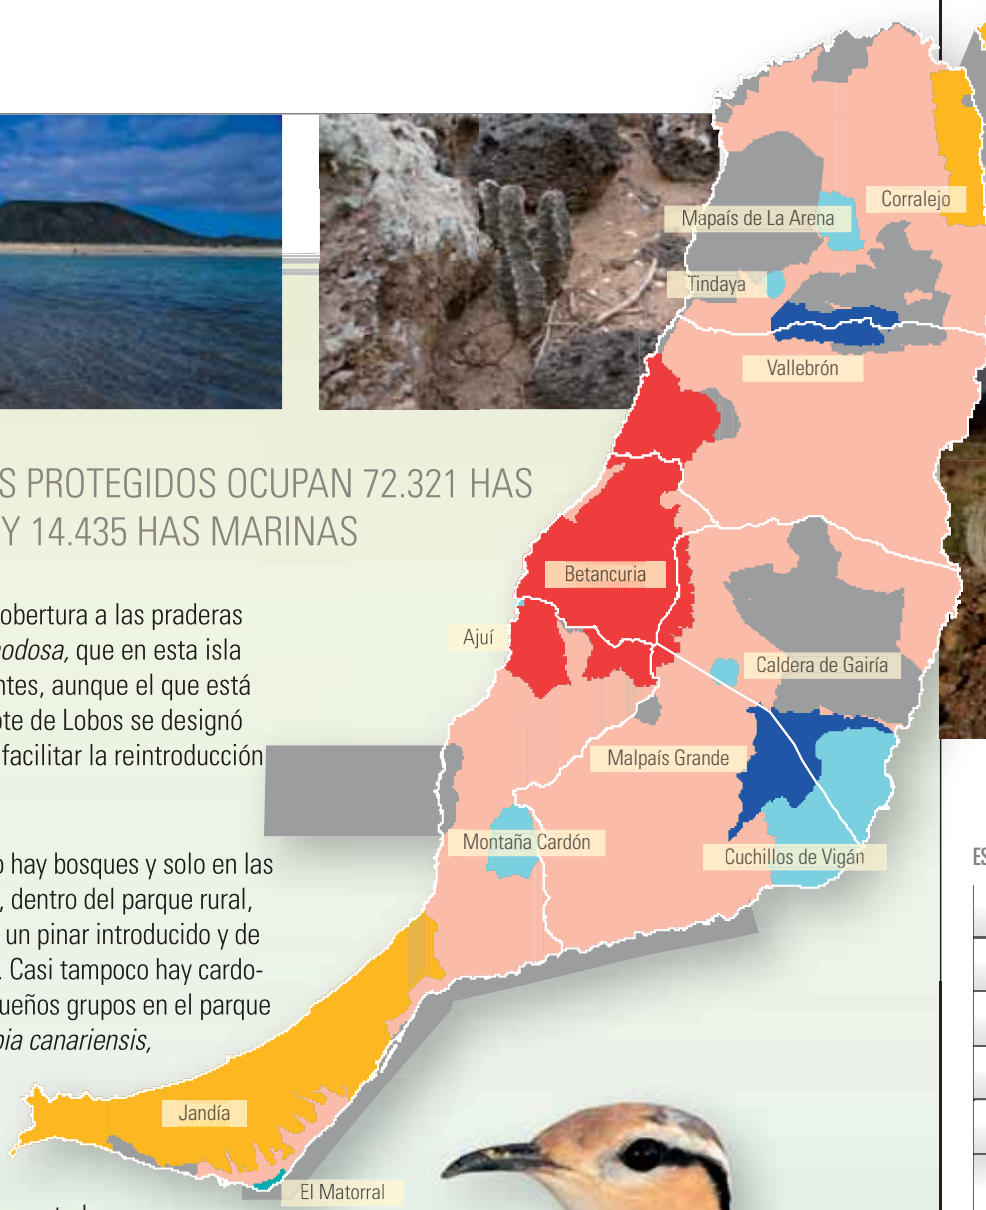 Corralejo
Mapaís de La Arena
Tindaya
Vallebrón
S PROTEGIDOS OCUPAN 72.321 HAS
Y 14.435 HAS MARINAS
Betancuria
obertura a las praderas
nodosa, que en esta isla
ntes, aunque el que está
ote de Lobos se designó
facilitar la reintroducción
Ajuí
Caldera de Gairía
Malpaís Grande
Montaña Cardón
Cuchillos de Vigán
o hay bosques y solo en las
, dentro del parque rural,
un pinar introducido y de
. Casi tampoco hay cardo-
ueños grupos en el parque
bia canariensis,
ES
Jandía
El Matorral